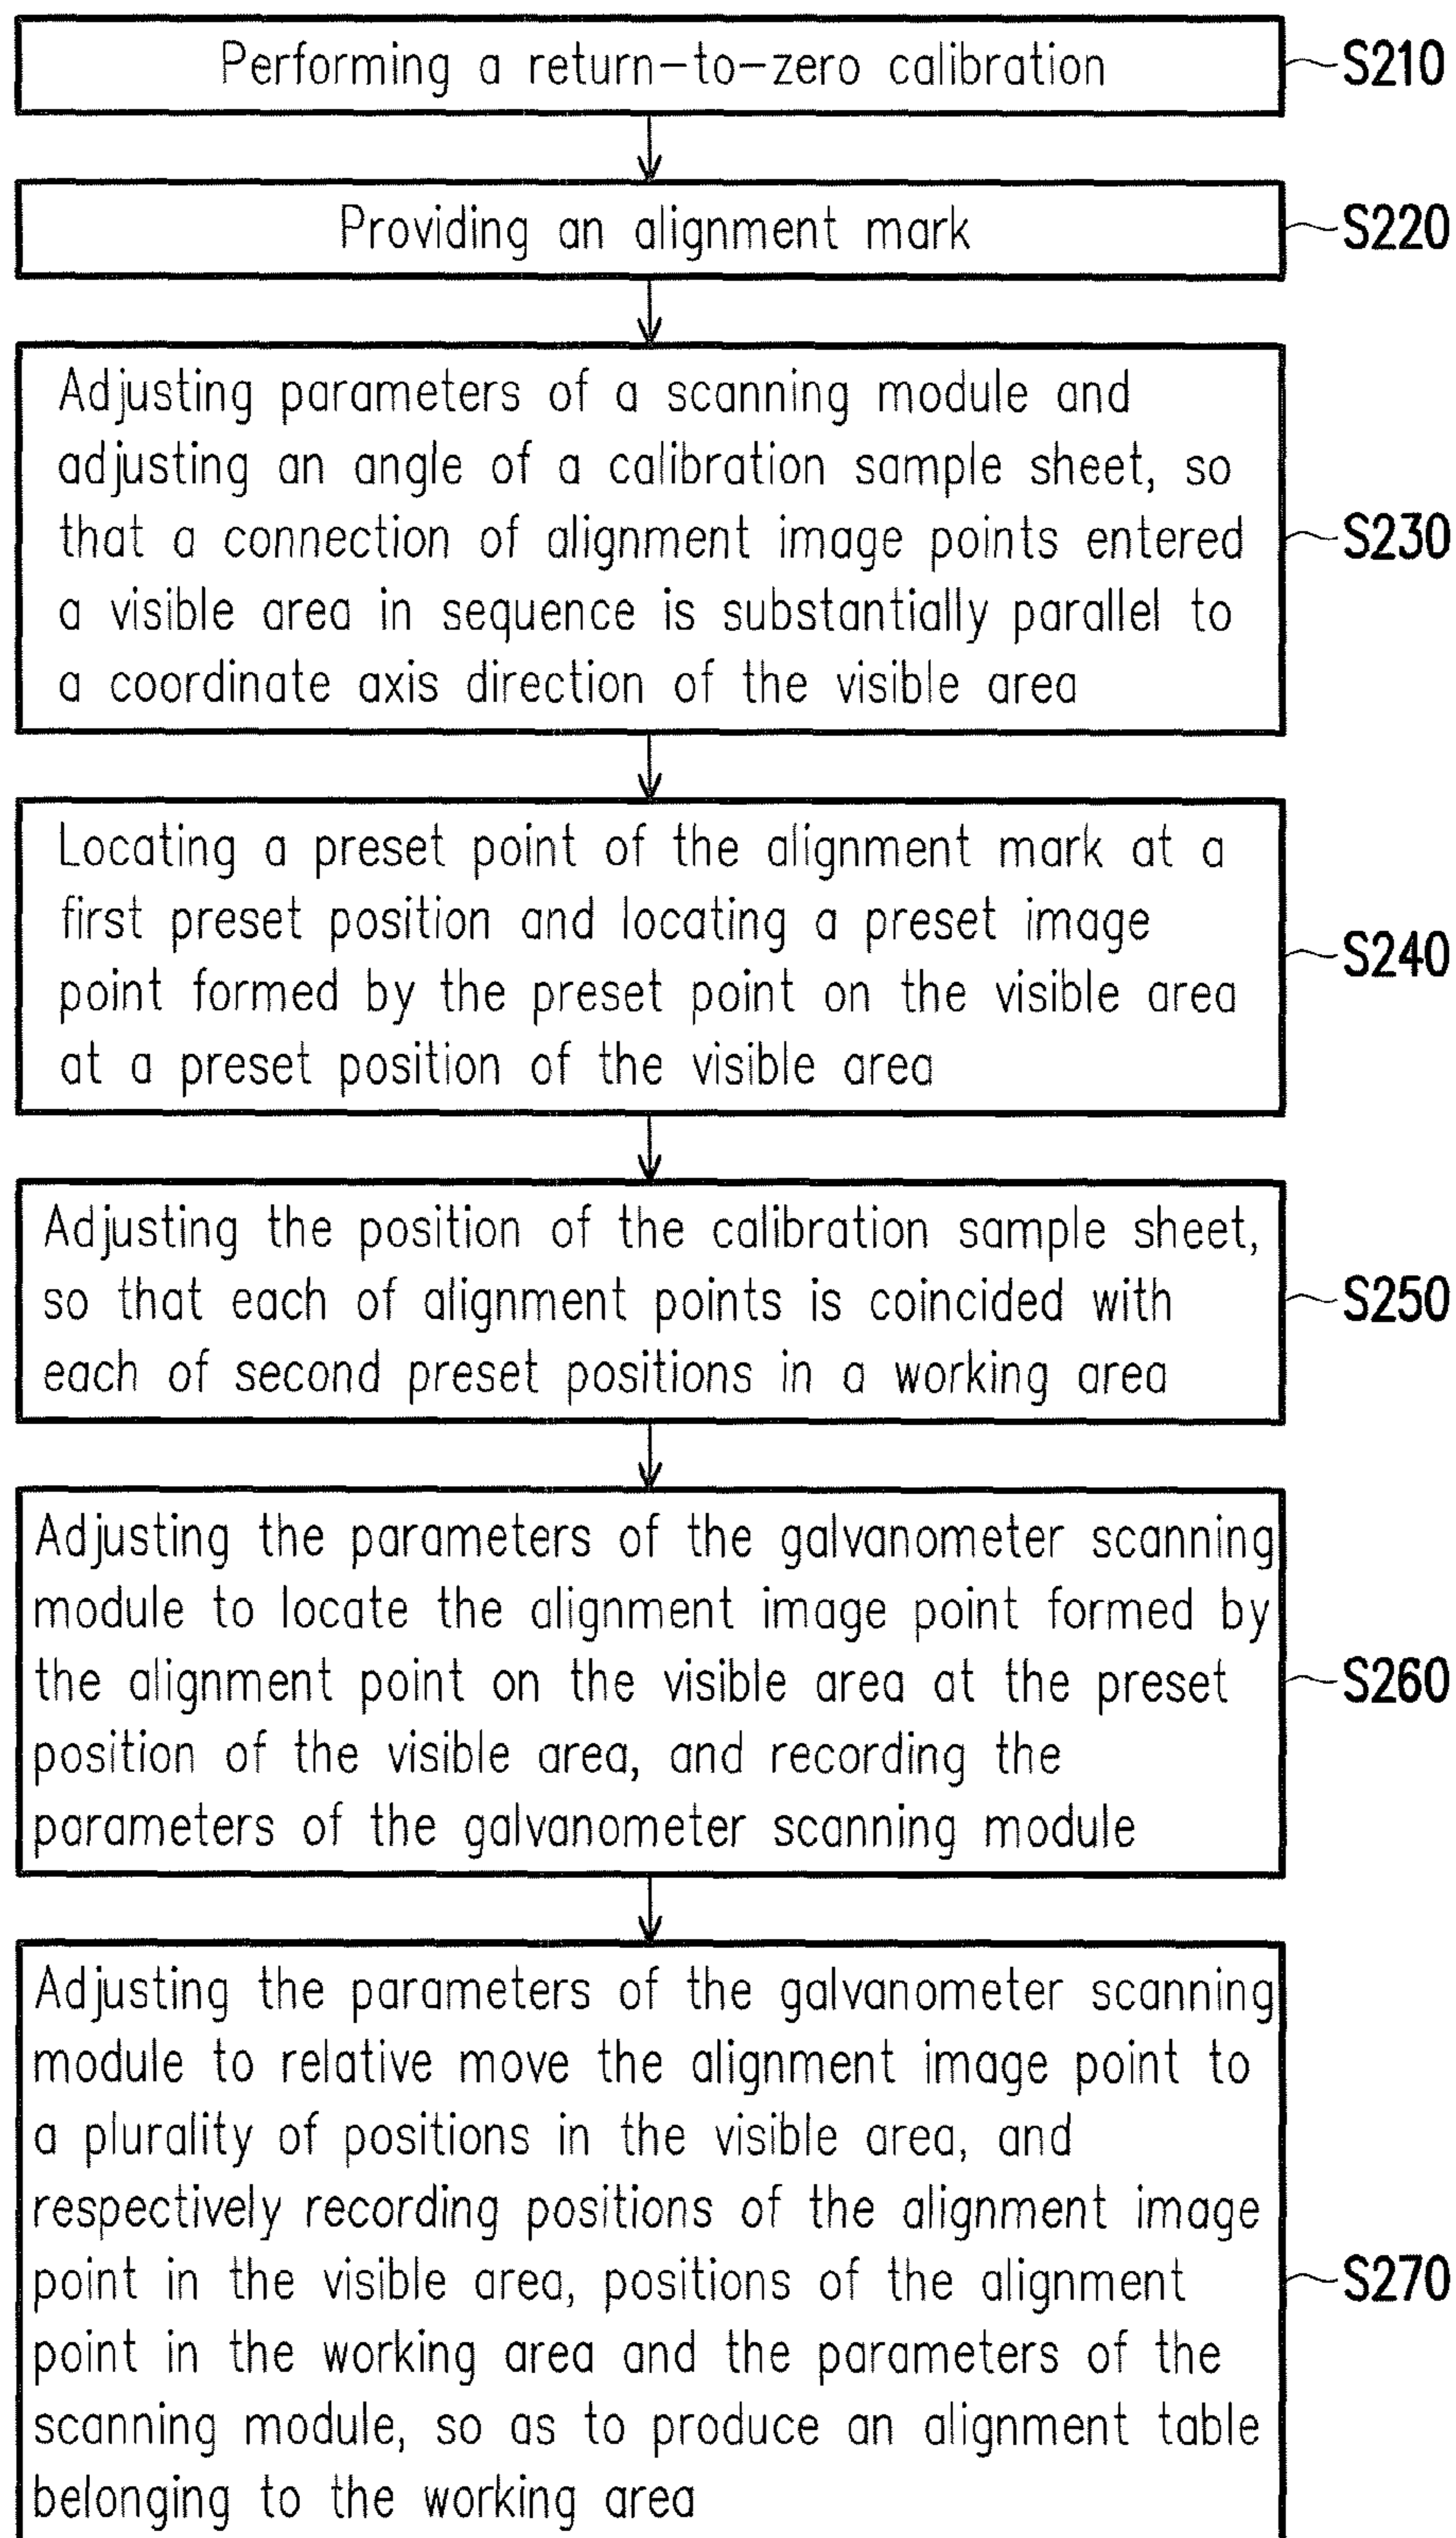 Performing a return-to-zero calibration
S210
Providing an alignment mark
S220
Adjusting parameters of a scanning module and
adjusting an angle of a calibration sample sheet, so
that a connection of alignment image points entered
a visible area in sequence is substantially parallel to
a coordinate axis direction of the visible area
S230
Locating a preset point of the alignment mark at a
first preset position and locating a preset image
point formed by the preset point on the visible area
at a preset position of the visible area
S240
Adjusting the position of the calibration sample sheet,
so that each of alignment points is coincided with
each of second preset positions in a working area
S250
Adjusting the parameters of the galvanometer scanning
module to locate the alignment image point formed by
the alignment point on the visible area at the preset
position of the visible area, and recording the
parameters of the galvanometer scanning module
S260
Adjusting the parameters of the galvanometer scanning
module to relative move the alignment image point to
a plurality of positions in the visible area, and
respectively recording positions of the alignment image
point in the visible area, positions of the alignment
point in the working area and the parameters of the
scanning module, so as to produce an alignment table
belonging to the working area
S270